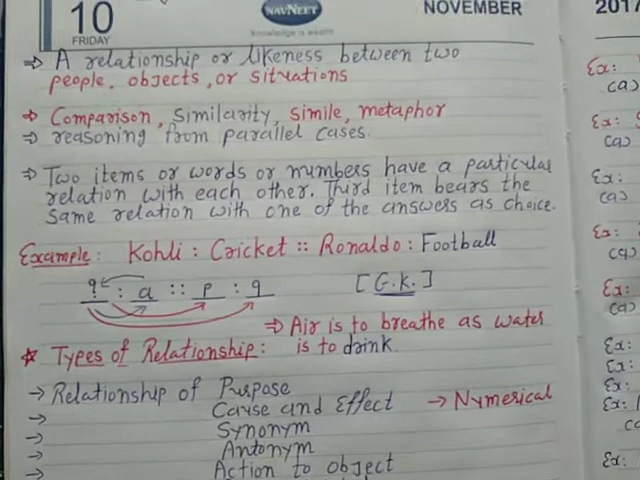 10
FRIDAY
NAVNEET
Knowledge is wealth
NOVEMBER
2017
⇒ A relationship or likeness between two
people, objects, or situations
⇒ Comparison, similarity, simile, metaphor
⇒ reasoning from parallel cases.
⇒ Two items or words or numbers have a particular
relation with each other. Third item bears the
same relation with one of the answers as choice.
Example: Kohli : Cricket :: Ronaldo : Football
? : a :: p : q [G.K.]
⇒ Air is to breathe as water
is to drink.
* Types of Relationship:
→ Relationship of Purpose
→ Cause and Effect → Nymerical
→ Synonym
→ Antonym
→ Action to object
Ex:
(a)
Ex:
(a)
Ex:
(a)
Ex:
(a)
Ex:
(a)
Ex:
Ex:
Ex:
Ex:
Ex: